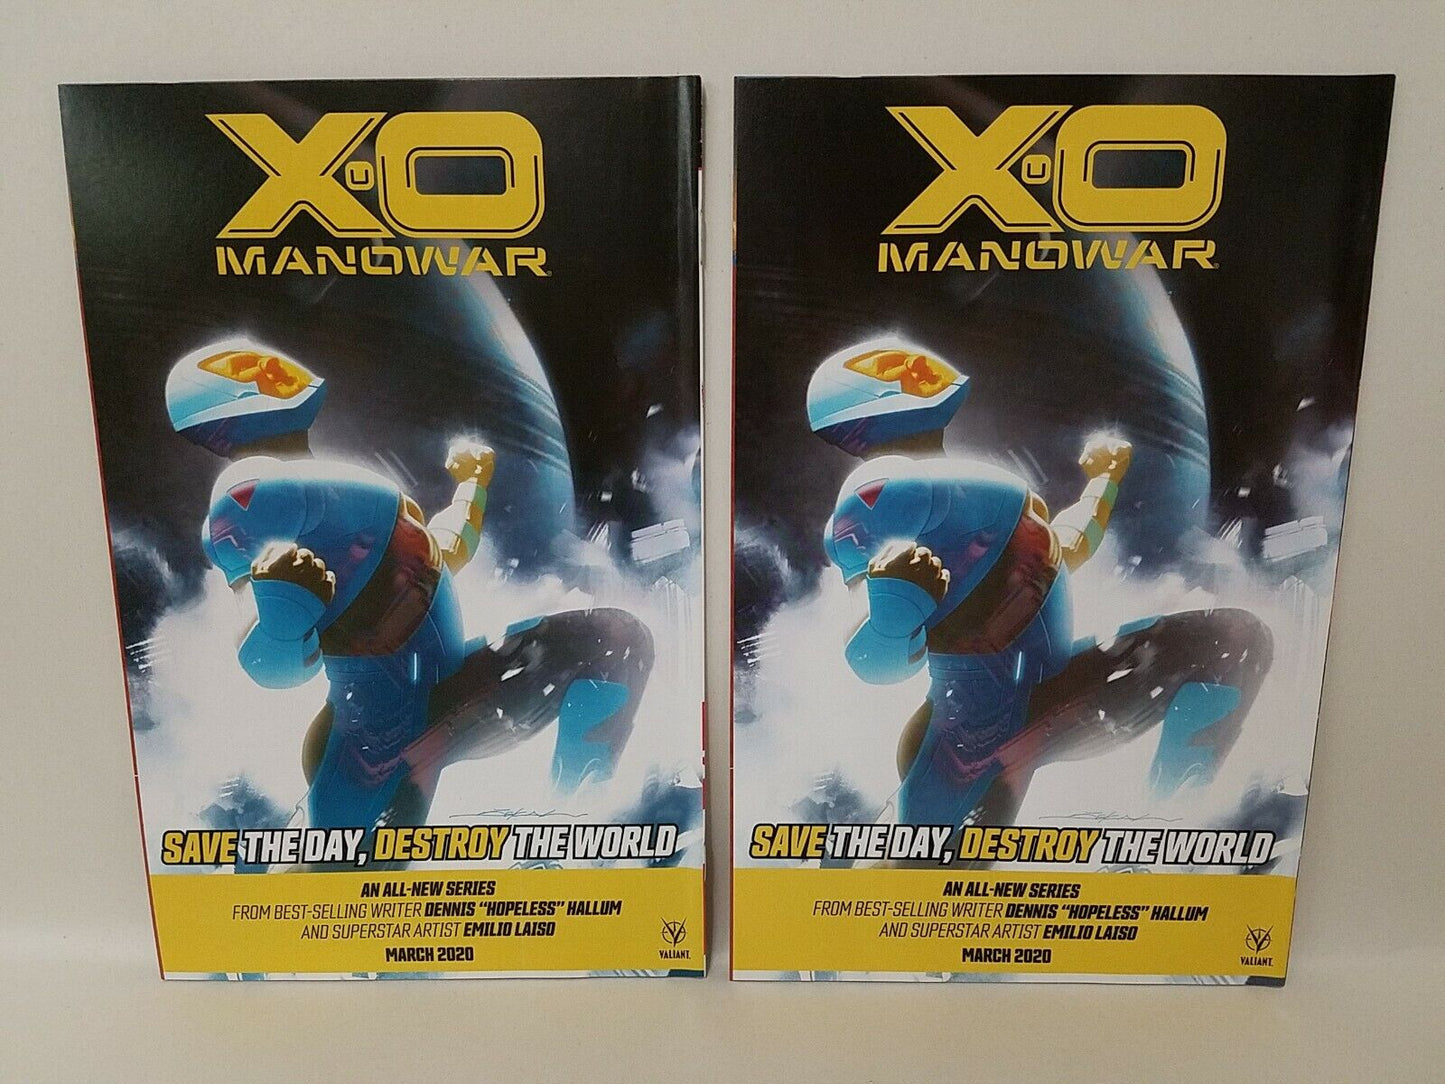 X-O
MANOWAR
SAVE THE DAY, DESTROY THE WORLD
AN ALL-NEW SERIES
FROM BEST-SELLING WRITER DENNIS “HOPELESS” HALLUM
AND SUPERSTAR ARTIST EMILIO LAISO
MARCH 2020
VALIANT.
X-O
MANOWAR
SAVE THE DAY, DESTROY THE WORLD
AN ALL-NEW SERIES
FROM BEST-SELLING WRITER DENNIS “HOPELESS” HALLUM
AND SUPERSTAR ARTIST EMILIO LAISO
MARCH 2020
VALIANT.